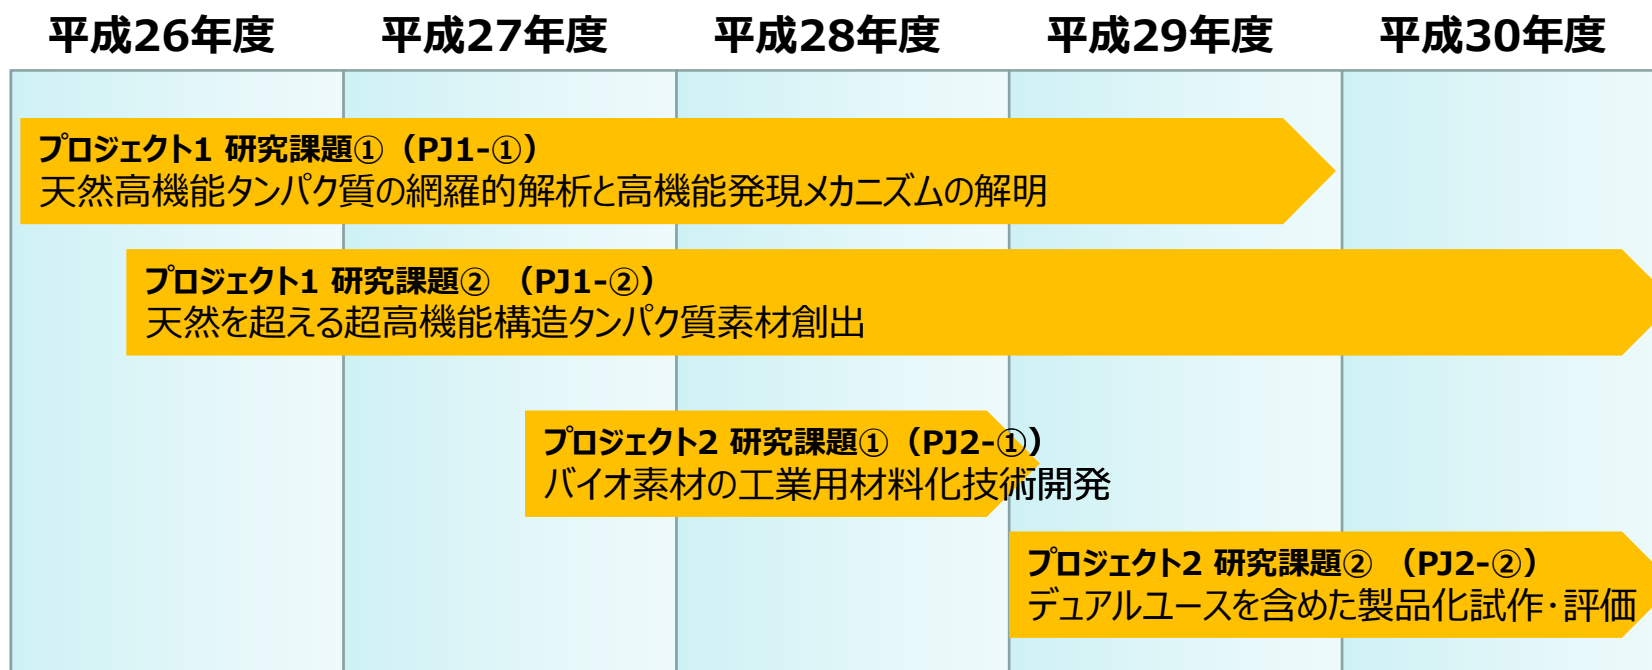 平成26年度 平成27年度 平成28年度 平成29年度 平成30年度
プロジェクト1 研究課題①（PJ1-①）
天然高機能タンパク質の網羅的解析と高機能発現メカニズムの解明
プロジェクト1 研究課題② （PJ1-②）
天然を超える超高機能構造タンパク質素材創出
プロジェクト2 研究課題①（PJ2-①）
バイオ素材の工業用材料化技術開発
プロジェクト2 研究課題② （PJ2-②）
デュアルユースを含めた製品化試作・評価